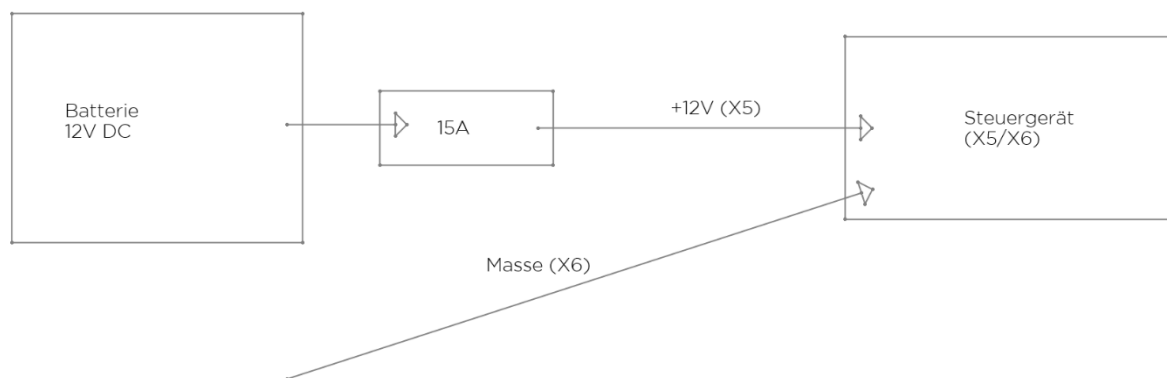 Batterie
12V DC
15A
+12V (X5)
Steuergerät
(X5/X6)
Masse (X6)